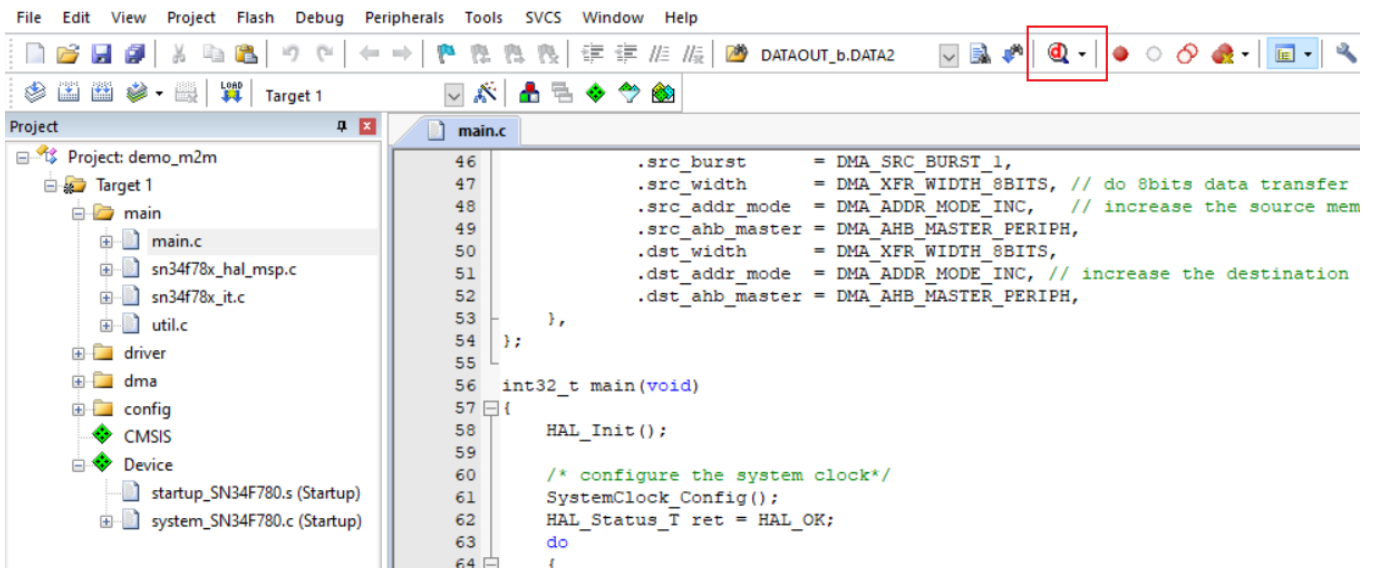 File Edit View Project Flash Debug Peripherals Tools SVCS Window Help
DATAOUT_b.DATA2
LOAD
Target 1
Project
Project: demo_m2m
Target 1
main
main.c
sn34f78x_hal_msp.c
sn34f78x_it.c
util.c
driver
dma
config
CMSIS
Device
startup_SN34F780.s (Startup)
system_SN34F780.c (Startup)
main.c
46 .src_burst = DMA_SRC_BURST_1,
47 .src_width = DMA_XFR_WIDTH_8BITS, // do 8bits data transfer
48 .src_addr_mode = DMA_ADDR_MODE_INC, // increase the source mem
49 .src_ahb_master = DMA_AHB_MASTER_PERIPH,
50 .dst_width = DMA_XFR_WIDTH_8BITS,
51 .dst_addr_mode = DMA_ADDR_MODE_INC, // increase the destination
52 .dst_ahb_master = DMA_AHB_MASTER_PERIPH,
53 },
54 };
55
56 int32_t main(void)
57 {
58 HAL_Init();
59
60 /* configure the system clock*/
61 SystemClock_Config();
62 HAL_Status_T ret = HAL_OK;
63 do
64 {